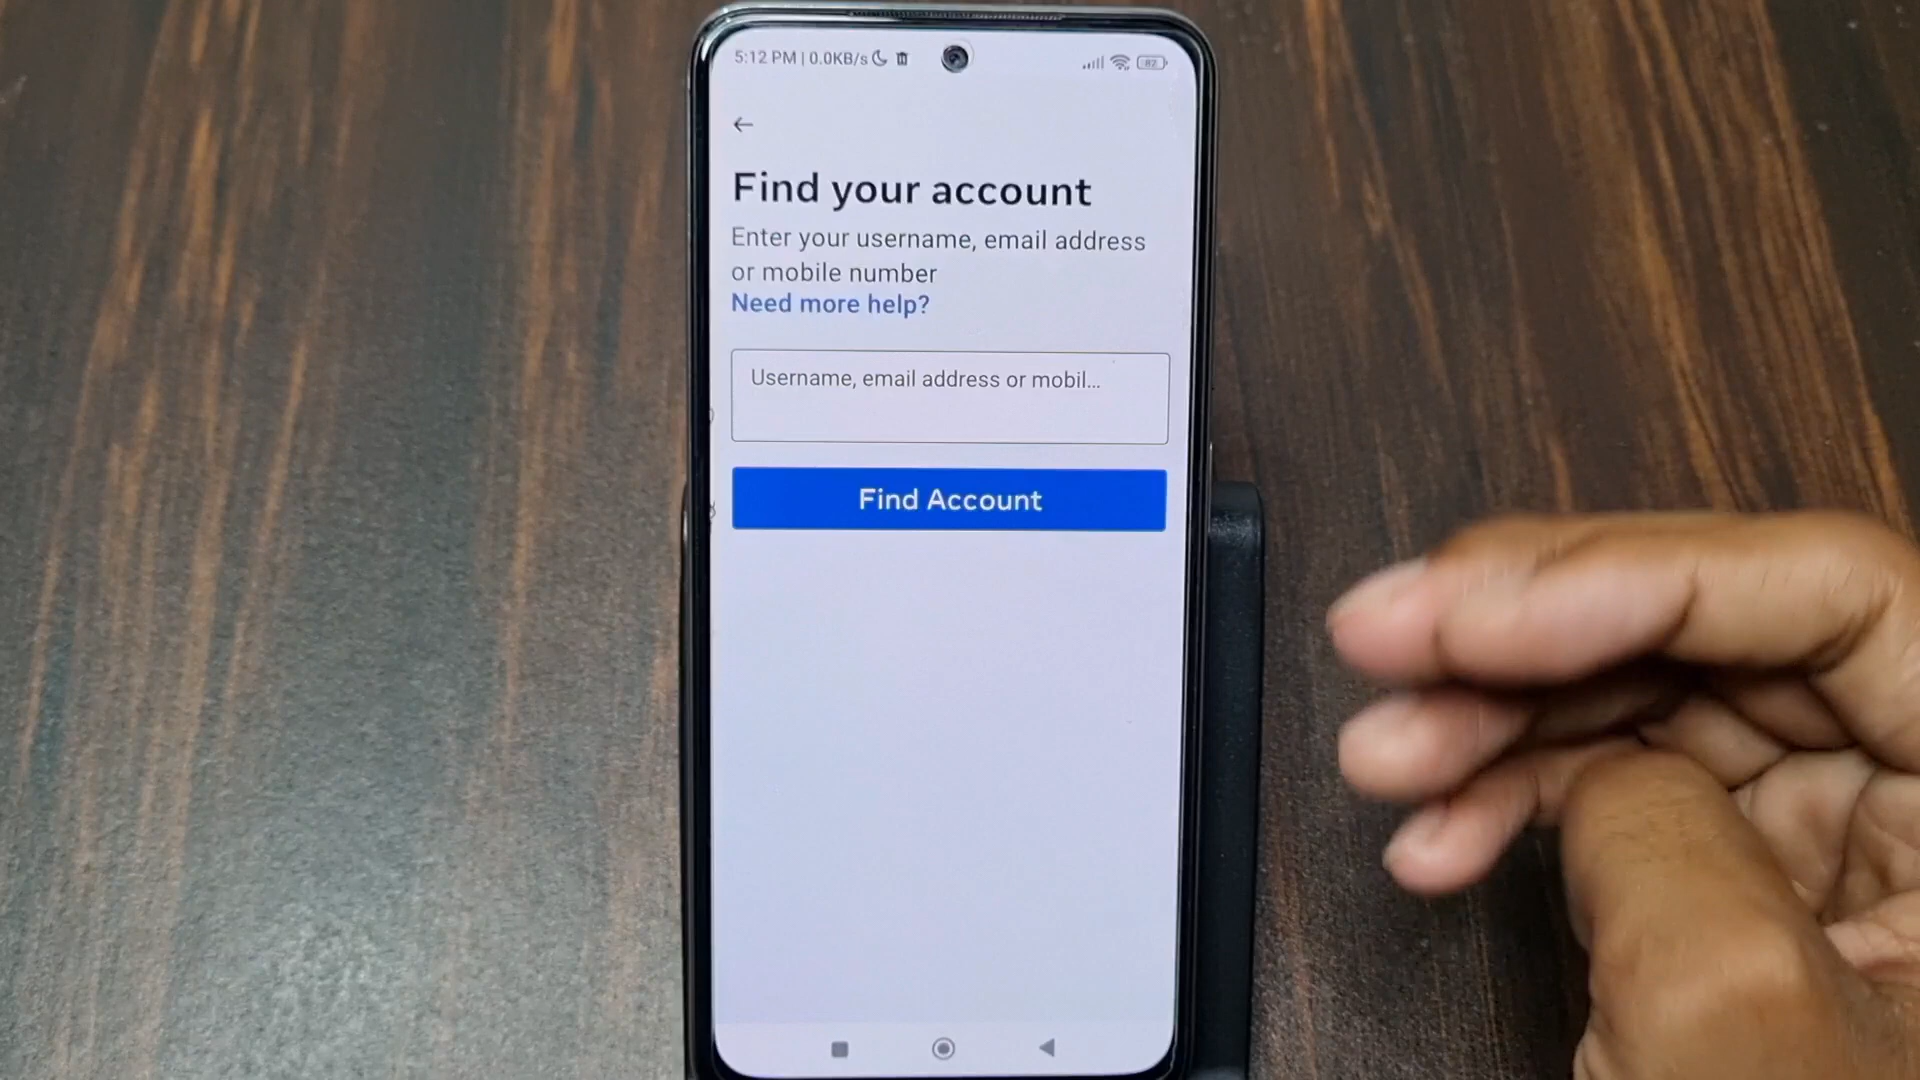 5:12 PM | 0.0KB/s
82
Find your account
Enter your username, email address
or mobile number
Need more help?
Username, email address or mobil...
Find Account